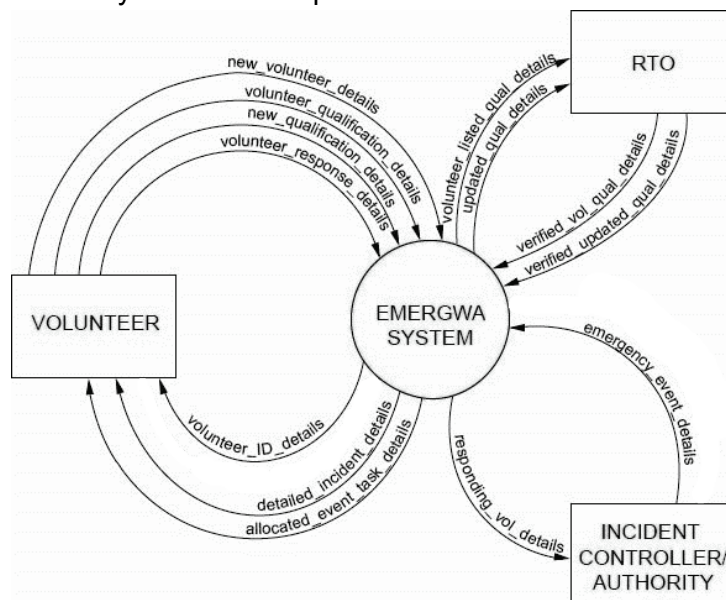 new_volunteer_details
volunteer_qualification_details
new_qualification_details
volunteer_response_details
volunteer_listed_qual_details
updated_qual_details
RTO
verified_vol_qual_details
verified_updated_qual_details
VOLUNTEER
EMERGWA
SYSTEM
emergency_event_details
volunteer_ID_details
detailed_incident_details
allocated_event_task_details
responding_vol_details
INCIDENT
CONTROLLER/
AUTHORITY